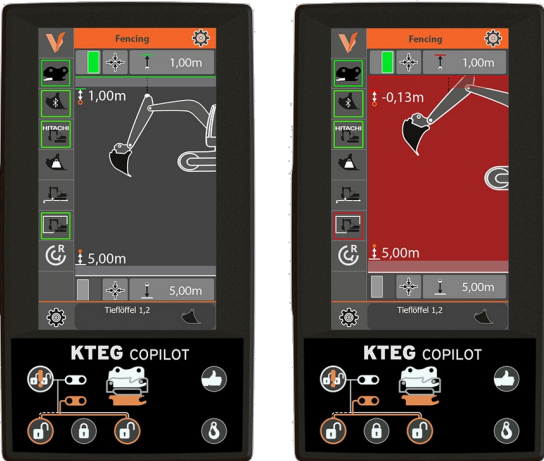 Fencing
1,00m
1,00m
HITACHI
R
5,00m
5,00m
Tieflöffel 1,2
KTEG COPILOT
Fencing
1,00m
-0,13m
HITACHI
R
5,00m
5,00m
Tieflöffel 1,2
KTEG COPILOT